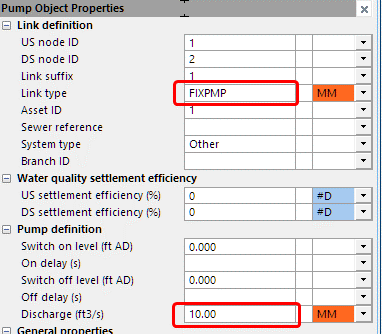 Pump Object Properties
Link definition
US node ID 1
DS node ID 2
Link suffix 1
Link type FIXPMP MM
Asset ID 1
Sewer reference
System type Other
Branch ID
Water quality settlement efficiency
US settlement efficiency (%) 0 #D
DS settlement efficiency (%) 0 #D
Pump definition
Switch on level (ft AD) 0.000
On delay (s)
Switch off level (ft AD) 0.000
Off delay (s)
Discharge (ft3/s) 10.00 MM
General properties